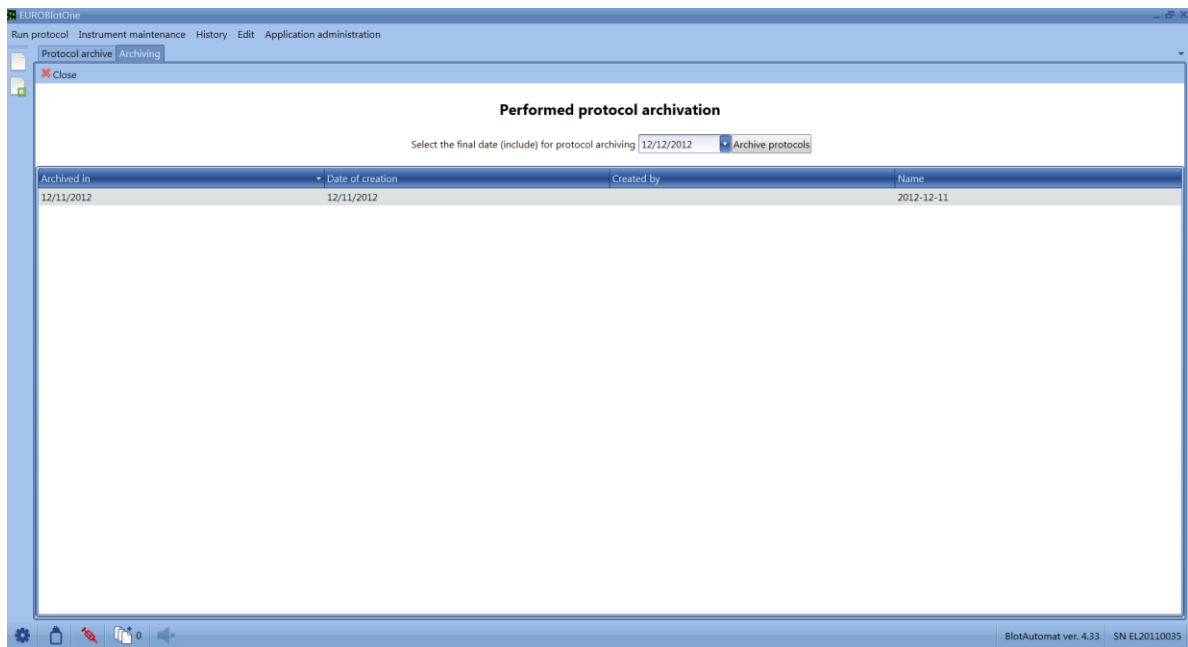 EUROBlotOne
Run protocol Instrument maintenance History Edit Application administration
Protocol archive Archiving
Close
Performed protocol archivation
Select the final date (include) for protocol archiving 12/12/2012 Archive protocols
Archived in Date of creation Created by Name
12/11/2012 12/11/2012 2012-12-11
0 BlotAutomat ver. 4.33 SN EL20110035